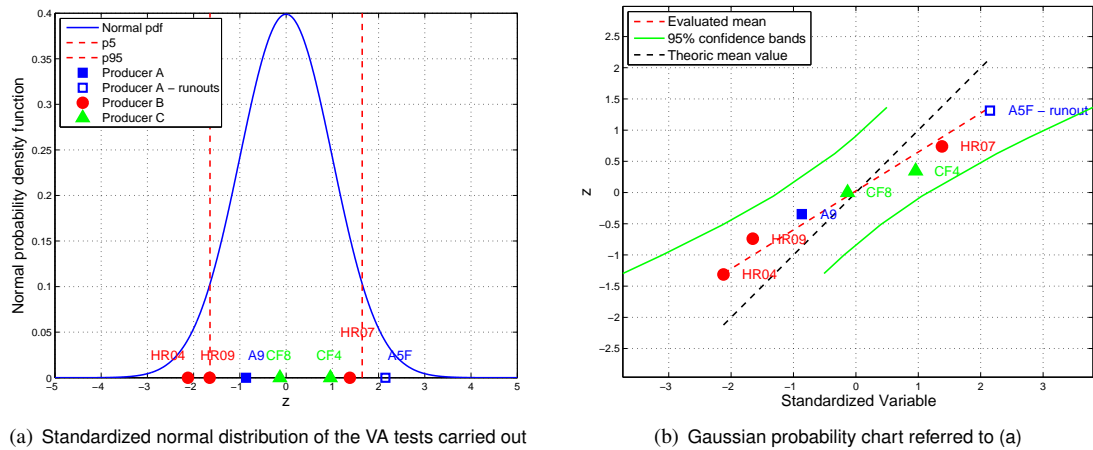 Normal pdf
p5
p95
Producer A
Producer A − runouts
Producer B
Producer C
Normal probability density function
0.4
0.35
0.3
0.25
0.2
0.15
0.1
0.05
0
HR07
HR04 HR09 A9 CF8 CF4 A5F
−5 −4 −3 −2 −1 0 1 2 3 4 5
z
(a) Standardized normal distribution of the VA tests carried out
Evaluated mean
95% confidence bands
Theoric mean value
z
2.5
2
1.5
1
0.5
0
−0.5
−1
−1.5
−2
−2.5
A5F − runout
HR07
CF4
CF8
A9
HR09
HR04
−3 −2 −1 0 1 2 3
Standardized Variable
(b) Gaussian probability chart referred to (a)